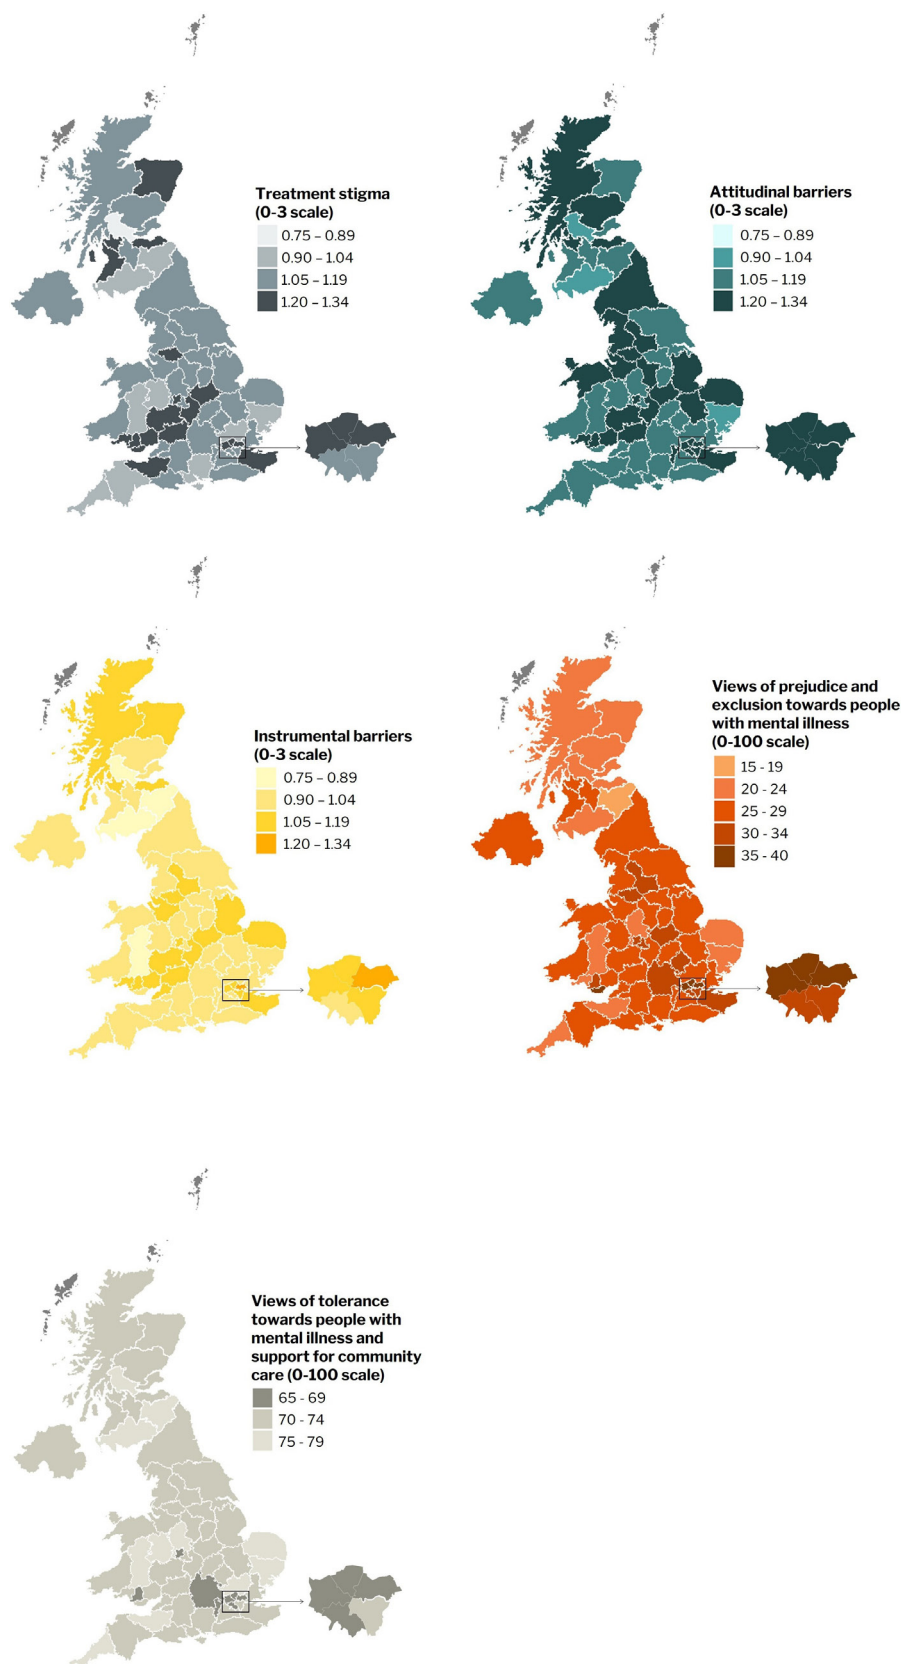 Treatment stigma
(0-3 scale)
0.75 – 0.89
0.90 – 1.04
1.05 – 1.19
1.20 – 1.34
Attitudinal barriers
(0-3 scale)
0.75 – 0.89
0.90 – 1.04
1.05 – 1.19
1.20 – 1.34
Instrumental barriers
(0-3 scale)
0.75 – 0.89
0.90 – 1.04
1.05 – 1.19
1.20 – 1.34
Views of prejudice and
exclusion towards people
with mental illness
(0-100 scale)
15 - 19
20 - 24
25 - 29
30 - 34
35 - 40
Views of tolerance
towards people with
mental illness and
support for community
care (0-100 scale)
65 - 69
70 - 74
75 - 79